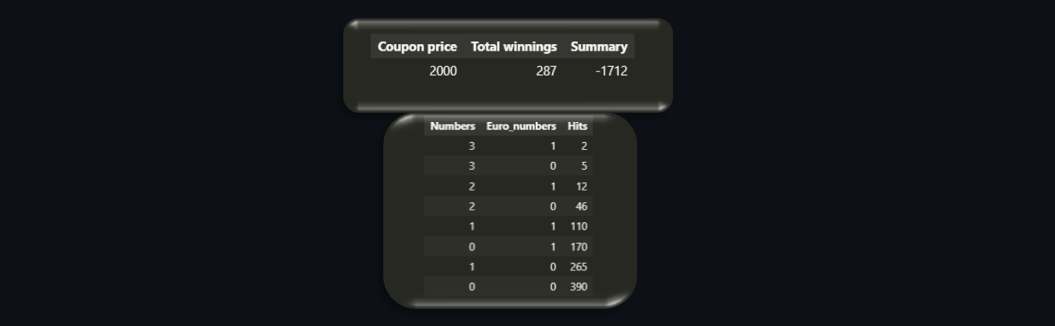 Coupon price Total winnings Summary
2000 287 -1712
Numbers Euro_numbers Hits
3 1 2
3 0 5
2 1 12
2 0 46
1 1 110
0 1 170
1 0 265
0 0 390